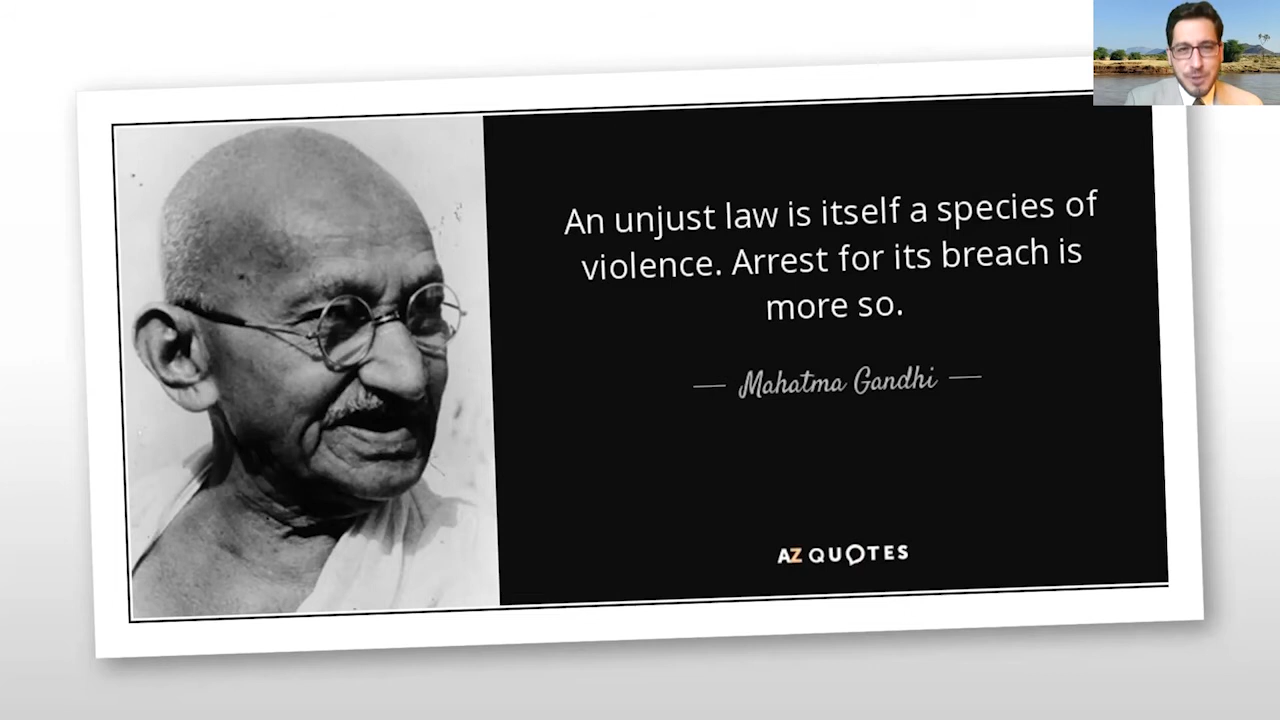 An unjust law is itself a species of
violence. Arrest for its breach is
more so.
— Mahatma Gandhi —
AZ QUOTES